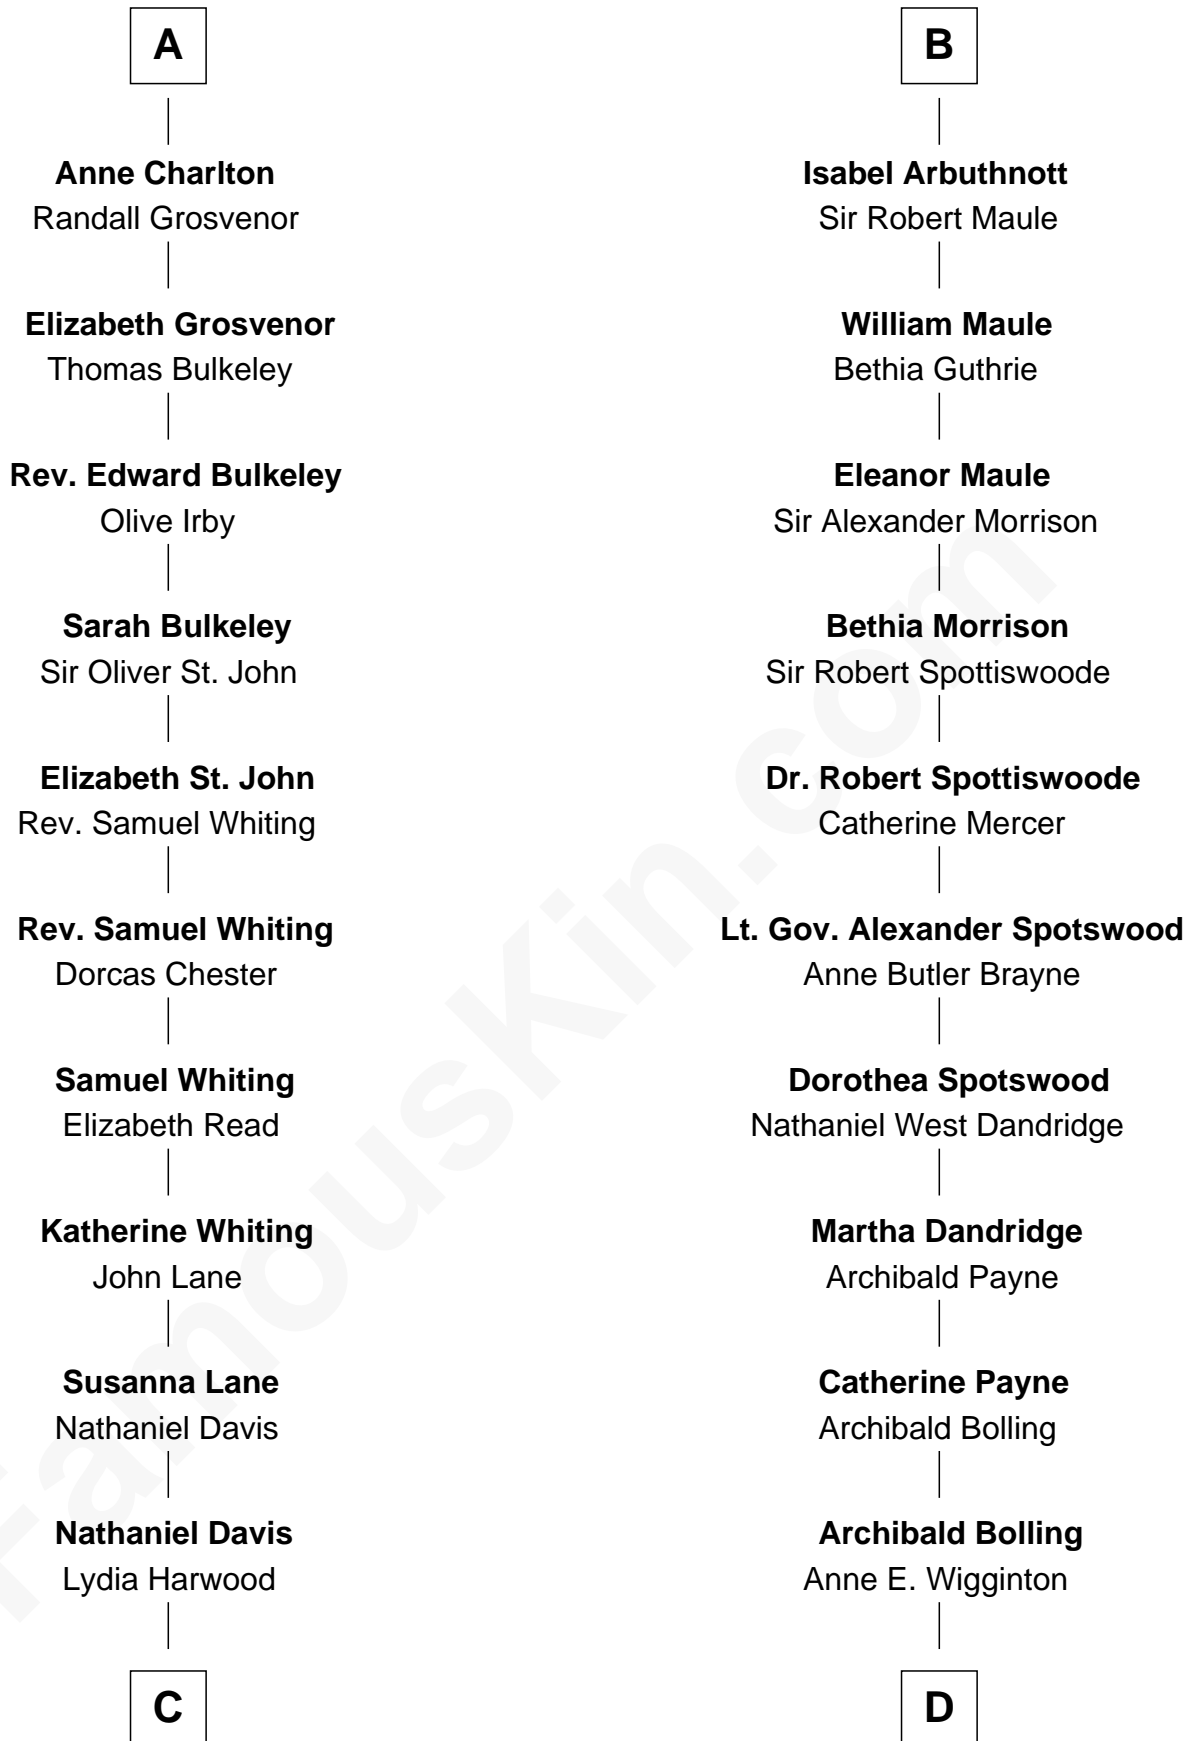 A
Anne Charlton
Randall Grosvenor
Elizabeth Grosvenor
Thomas Bulkeley
Rev. Edward Bulkeley
Olive Irby
Sarah Bulkeley
Sir Oliver St. John
Elizabeth St. John
Rev. Samuel Whiting
Rev. Samuel Whiting
Dorcas Chester
Samuel Whiting
Elizabeth Read
Katherine Whiting
John Lane
Susanna Lane
Nathaniel Davis
Nathaniel Davis
Lydia Harwood
C
B
Isabel Arbuthnott
Sir Robert Maule
William Maule
Bethia Guthrie
Eleanor Maule
Sir Alexander Morrison
Bethia Morrison
Sir Robert Spottiswoode
Dr. Robert Spottiswoode
Catherine Mercer
Lt. Gov. Alexander Spotswood
Anne Butler Brayne
Dorothea Spotswood
Nathaniel West Dandridge
Martha Dandridge
Archibald Payne
Catherine Payne
Archibald Bolling
Archibald Bolling
Anne E. Wigginton
D
FamousKin.com